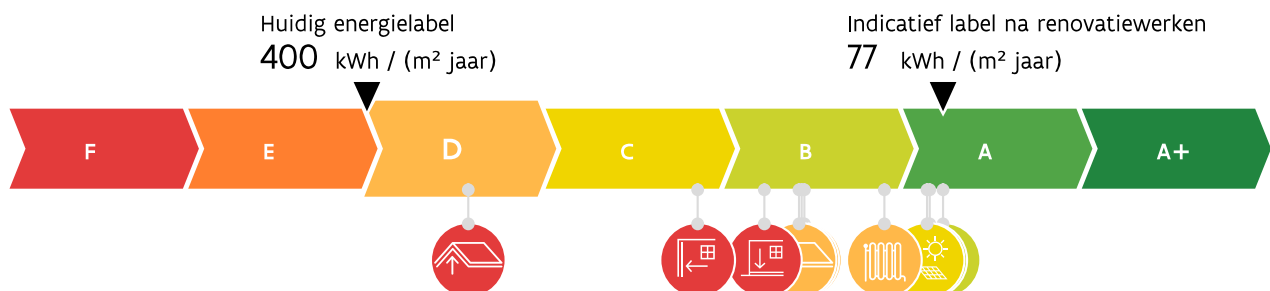 Huidig energielabel
400 kWh / (m² jaar)
Indicatief label na renovatiewerken
77 kWh / (m² jaar)
F E D C B A A+